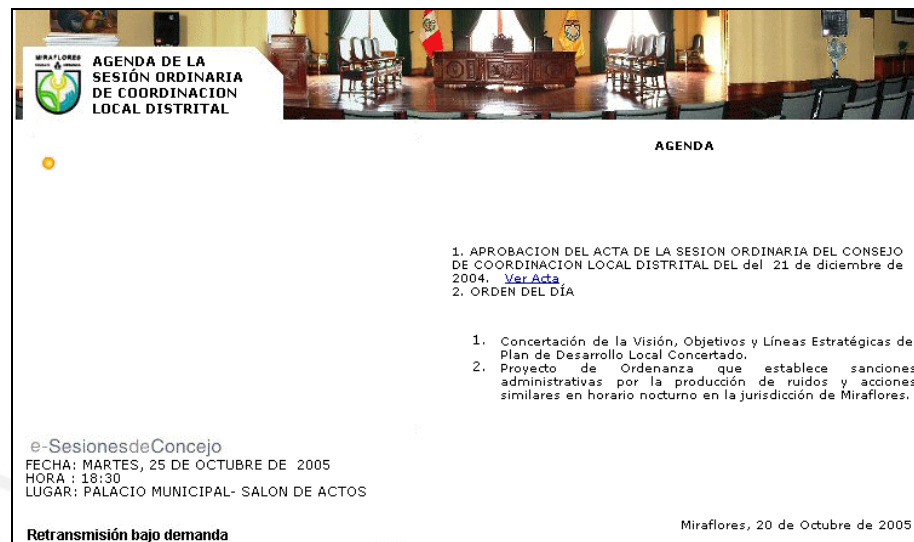 MIRAFLORES
AGENDA DE LA
SESIÓN ORDINARIA
DE COORDINACION
LOCAL DISTRITAL
AGENDA
1. APROBACION DEL ACTA DE LA SESION ORDINARIA DEL CONSEJO
DE COORDINACION LOCAL DISTRITAL DEL del 21 de diciembre de
2004. Ver Acta
2. ORDEN DEL DÍA
1. Concertación de la Visión, Objetivos y Líneas Estratégicas de
Plan de Desarrollo Local Concertado.
2. Proyecto de Ordenanza que establece sanciones
administrativas por la producción de ruidos y acciones
similares en horario nocturno en la jurisdicción de Miraflores.
e-SesionesdeConcejo
FECHA: MARTES, 25 DE OCTUBRE DE 2005
HORA : 18:30
LUGAR: PALACIO MUNICIPAL- SALON DE ACTOS
Retransmisión bajo demanda
Miraflores, 20 de Octubre de 2005